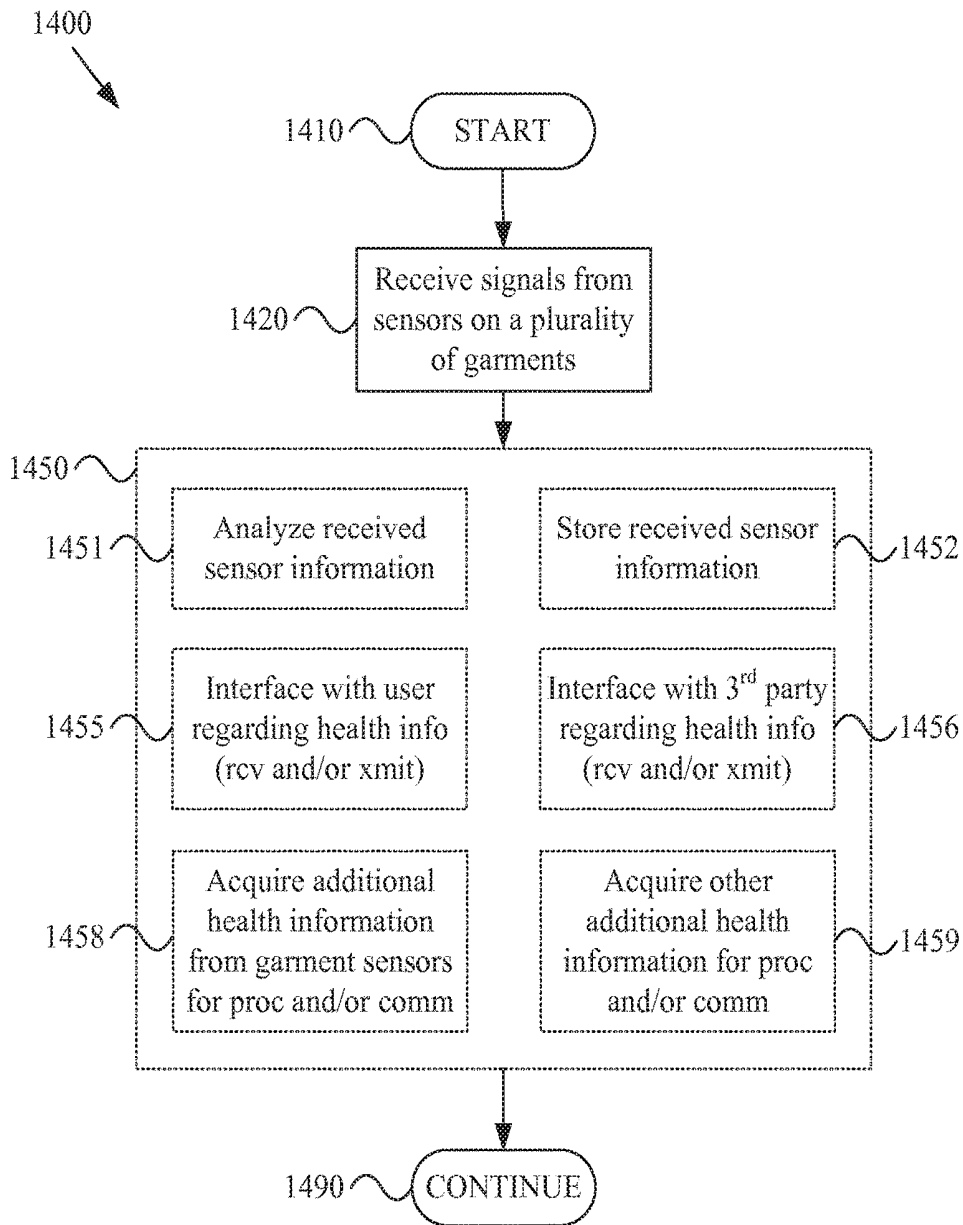 1400
1410
START
1420
Receive signals from
sensors on a plurality
of garments
1450
1451
Analyze received
sensor information
Store received sensor
information
1452
1455
Interface with user
regarding health info
(rcv and/or xmit)
Interface with 3rd party
regarding health info
(rcv and/or xmit)
1456
1458
Acquire additional
health information
from garment sensors
for proc and/or comm
Acquire other
additional health
information for proc
and/or comm
1459
1490
CONTINUE